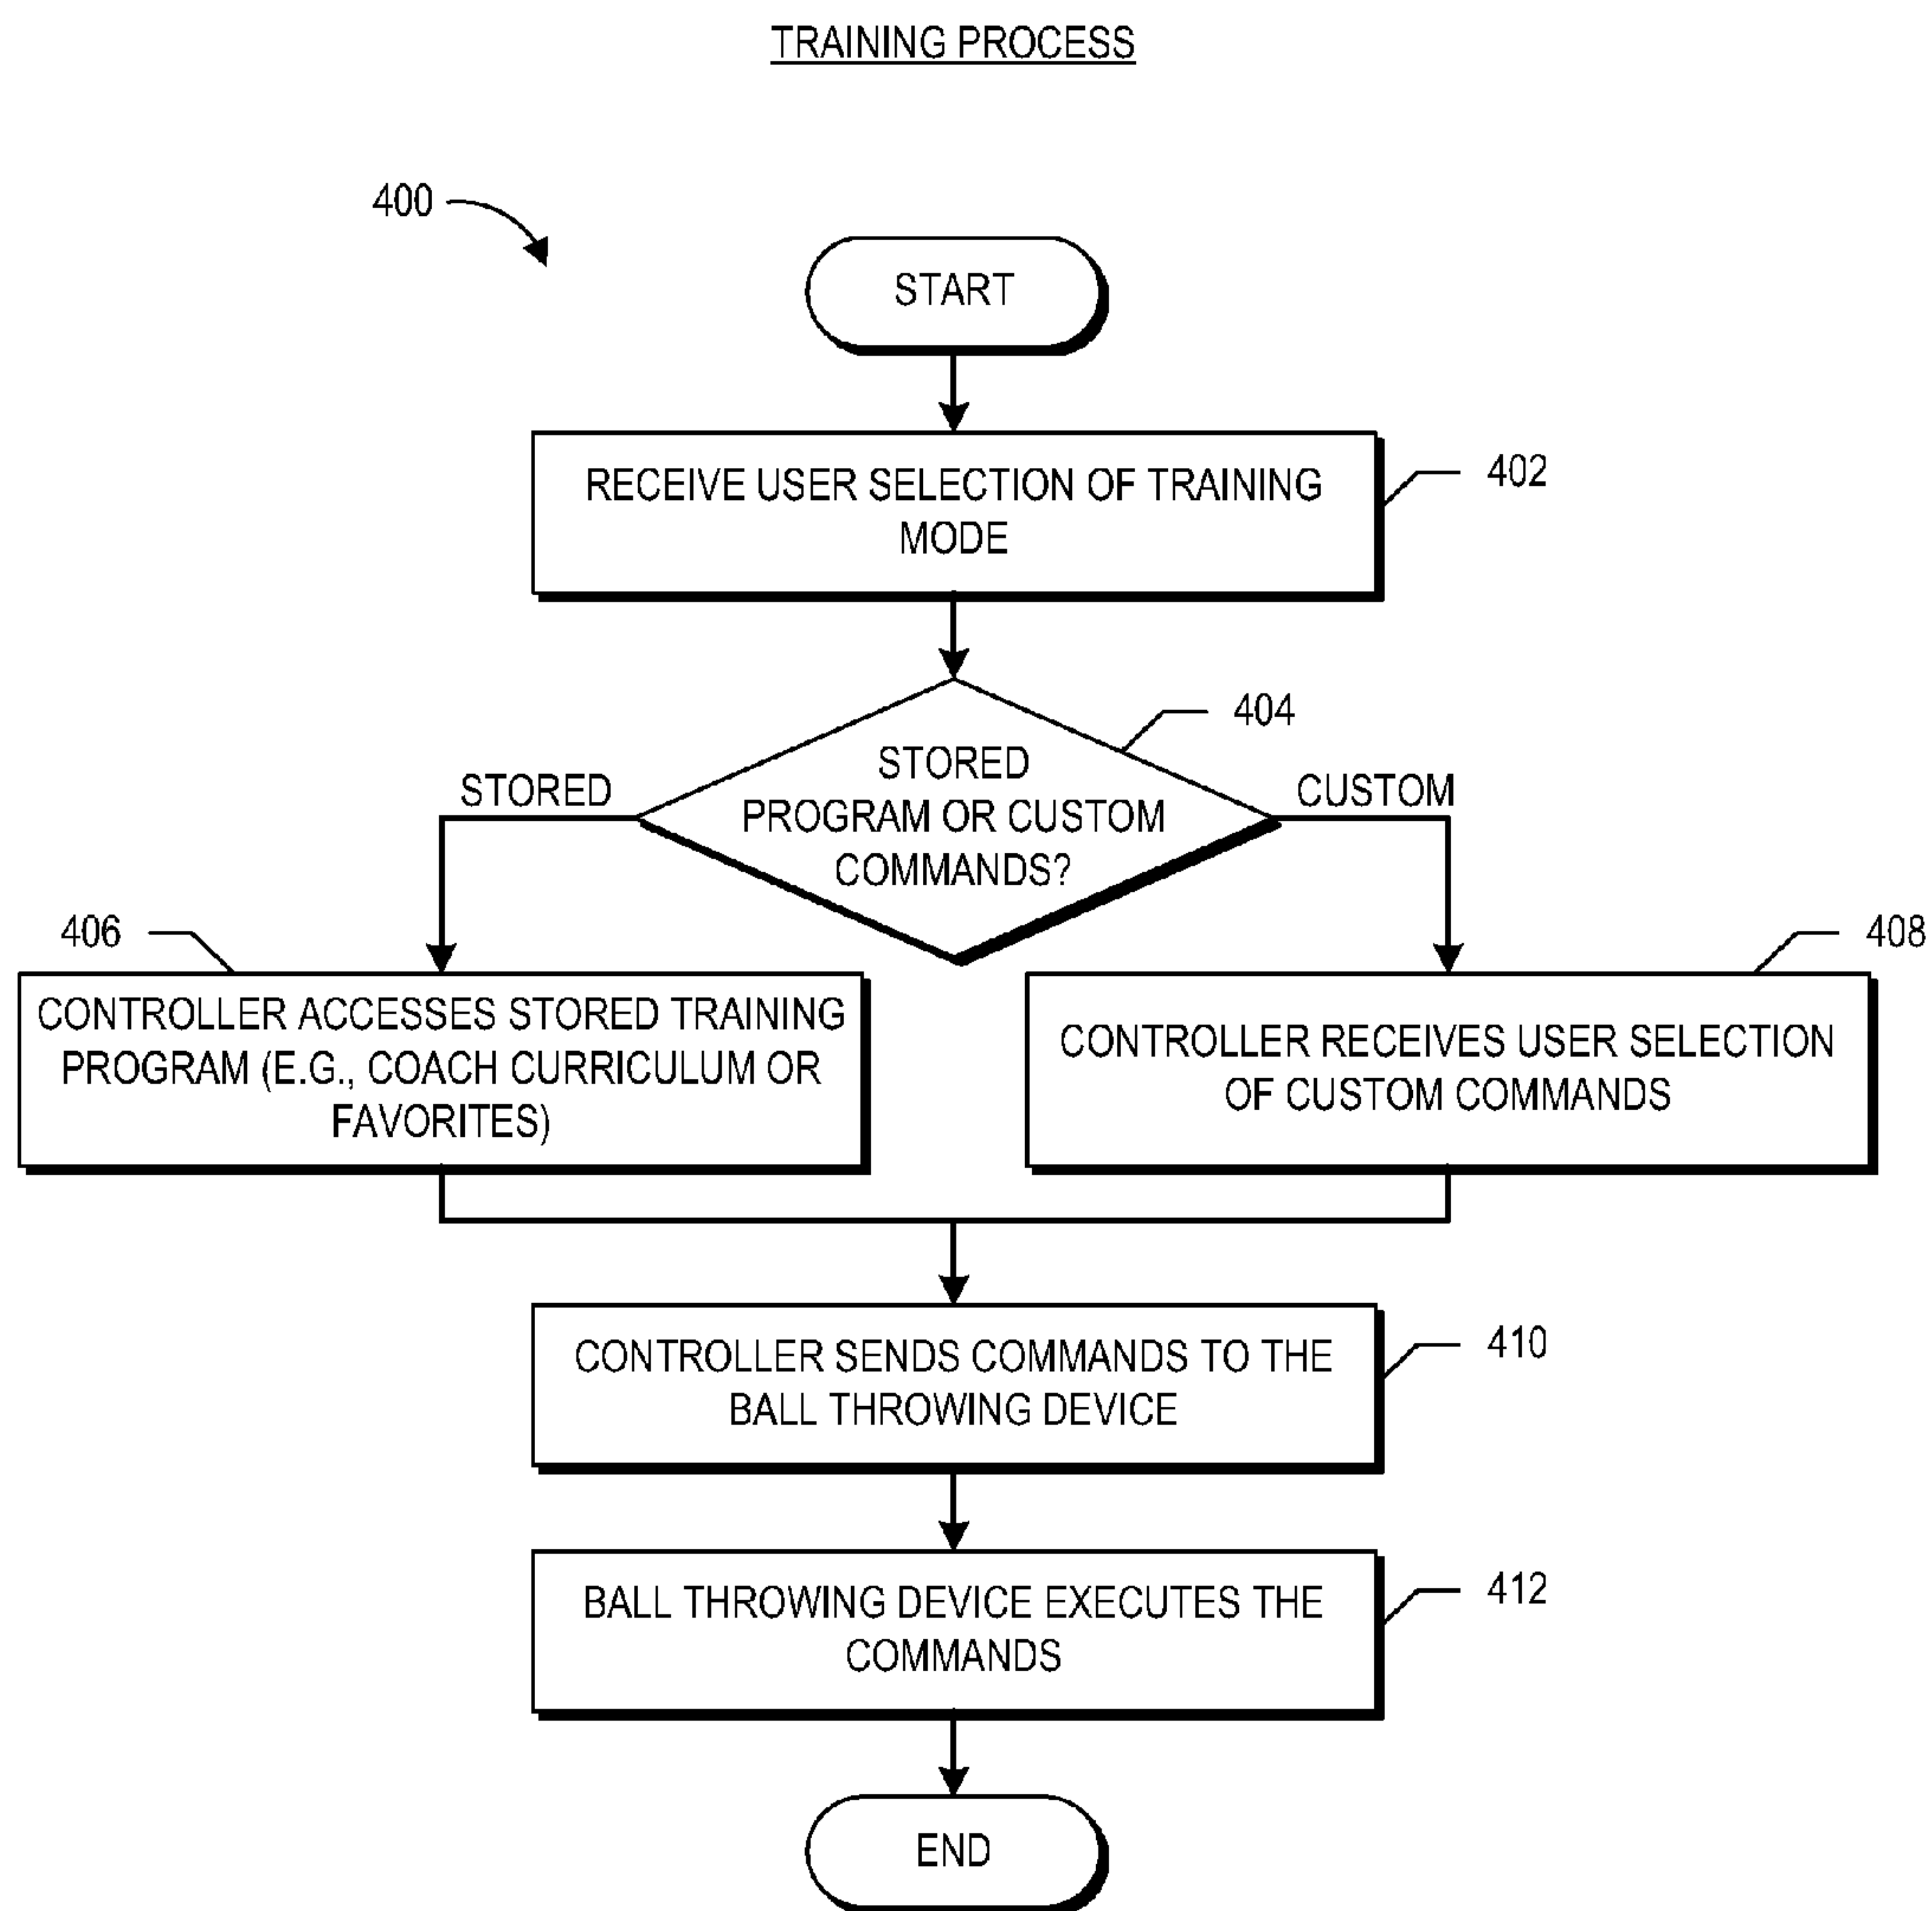 TRAINING PROCESS
400
START
RECEIVE USER SELECTION OF TRAINING
MODE
402
404
STORED
PROGRAM OR CUSTOM
COMMANDS?
STORED
CUSTOM
406
CONTROLLER ACCESSES STORED TRAINING
PROGRAM (E.G., COACH CURRICULUM OR
FAVORITES)
408
CONTROLLER RECEIVES USER SELECTION
OF CUSTOM COMMANDS
CONTROLLER SENDS COMMANDS TO THE
BALL THROWING DEVICE
410
BALL THROWING DEVICE EXECUTES THE
COMMANDS
412
END